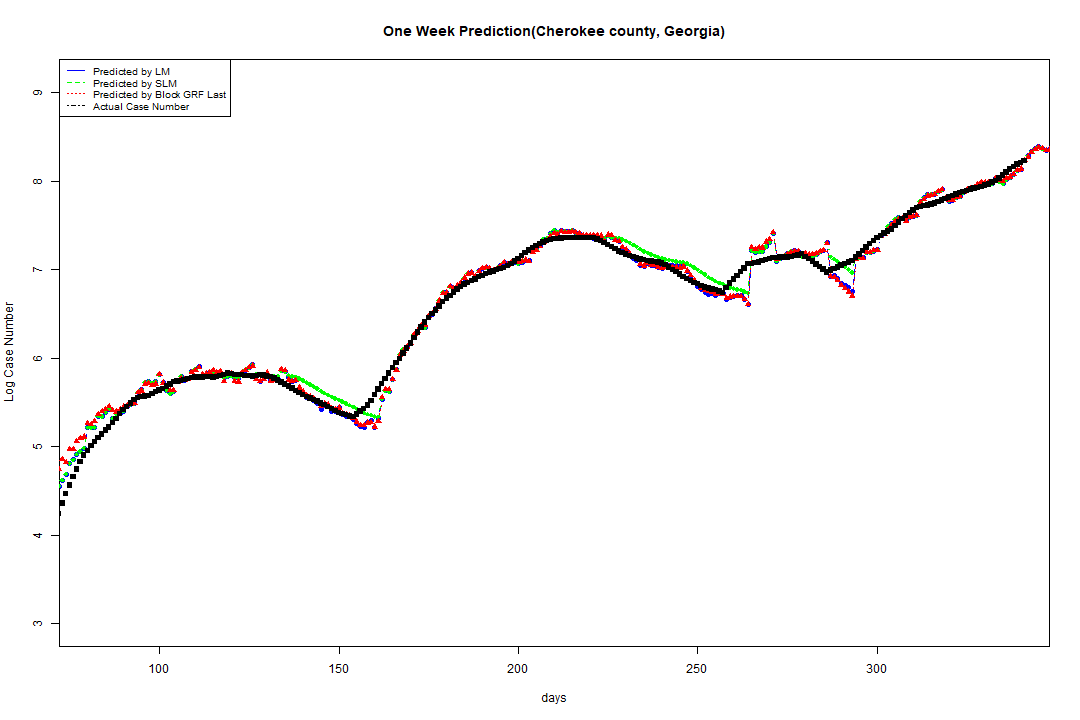 One Week Prediction(Cherokee county, Georgia)
Predicted by LM
Predicted by SLM
Predicted by Block GRF Last
Actual Case Number
9
8
7
6
5
4
3
Log Case Number
100 150 200 250 300
days